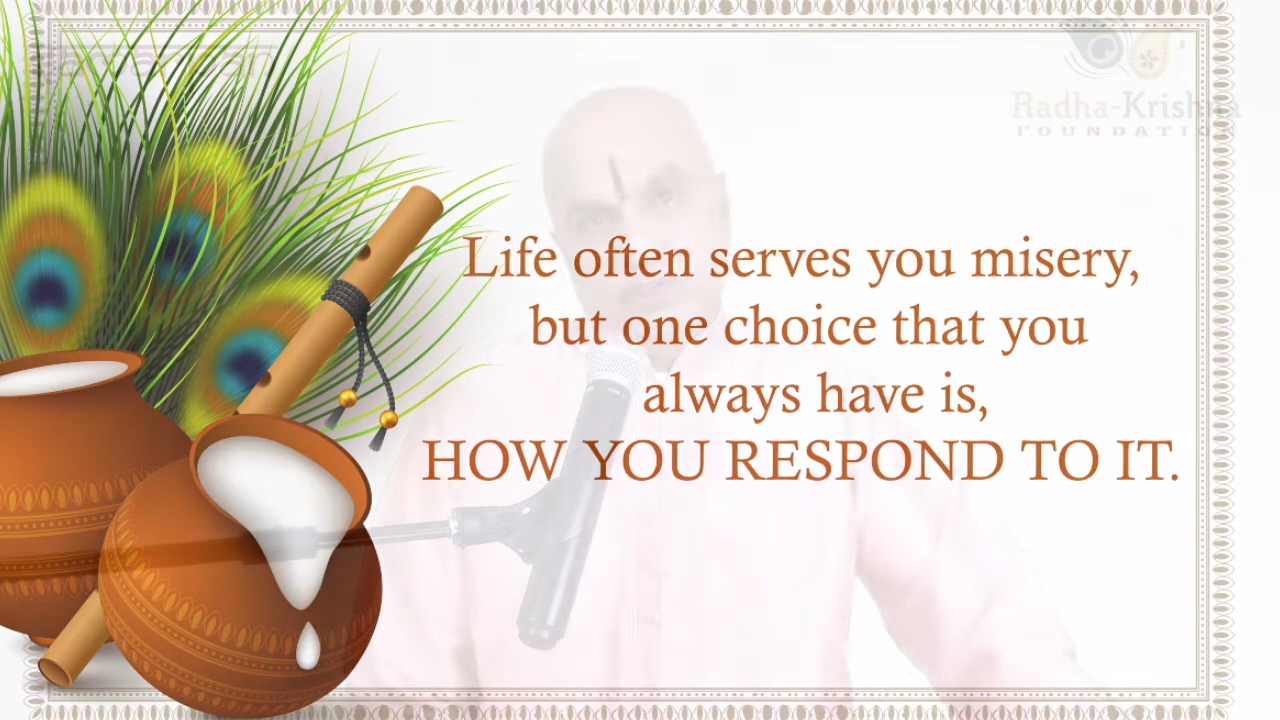 Radha-Krishna
FOUNDATION
Life often serves you misery,
but one choice that you
always have is,
HOW YOU RESPOND TO IT.